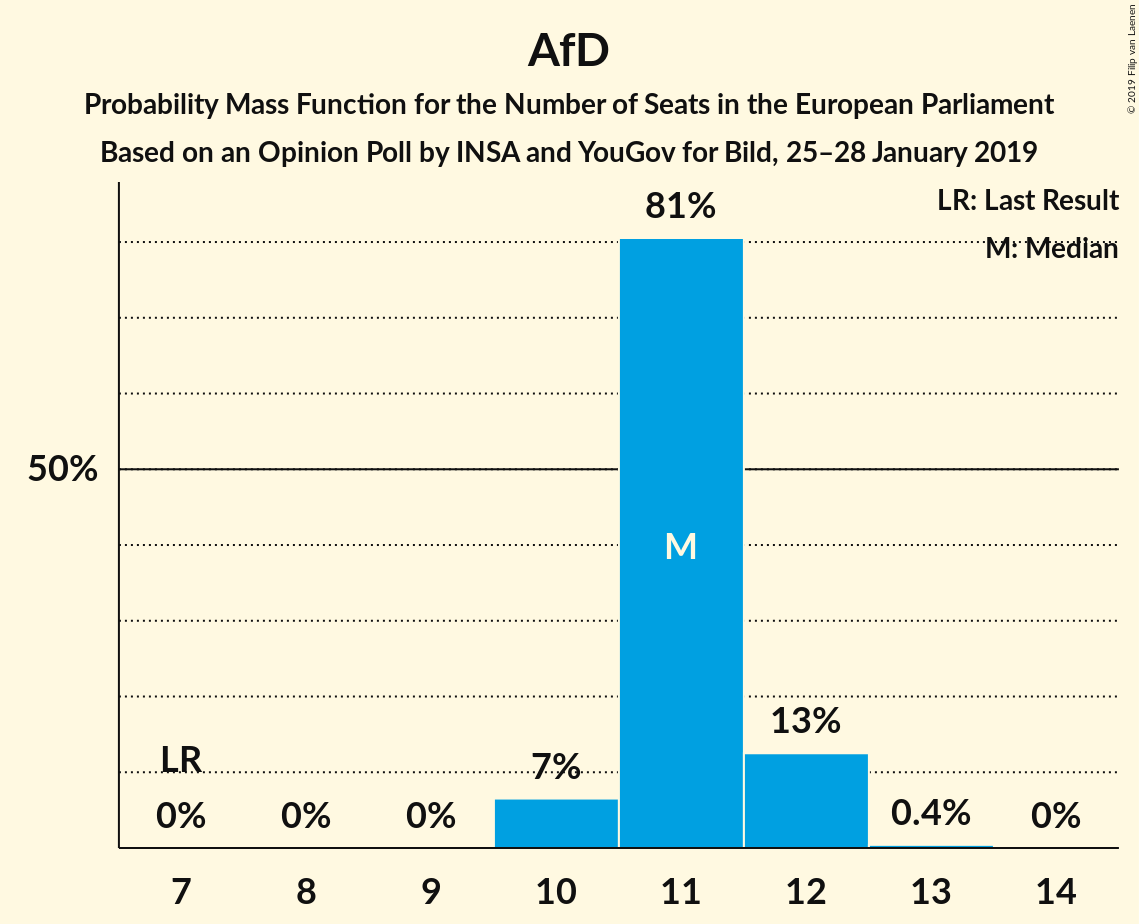 AfD
Probability Mass Function for the Number of Seats in the European Parliament
Based on an Opinion Poll by INSA and YouGov for Bild, 25–28 January 2019
© 2019 Filip van Laenen
LR: Last Result
M: Median
81%
50%
M
13%
LR
7%
0% 0% 0% 0.4% 0%
7 8 9 10 11 12 13 14